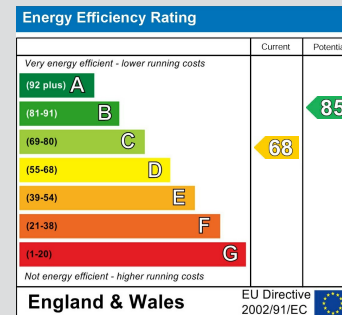 Energy Efficiency Rating
Current Potentia
Very energy efficient - lower running costs
(92 plus) A
(81-91) B
85
(69-80) C
68
(55-68) D
(39-54) E
(21-38) F
(1-20) G
Not energy efficient - higher running costs
England & Wales
EU Directive
2002/91/EC